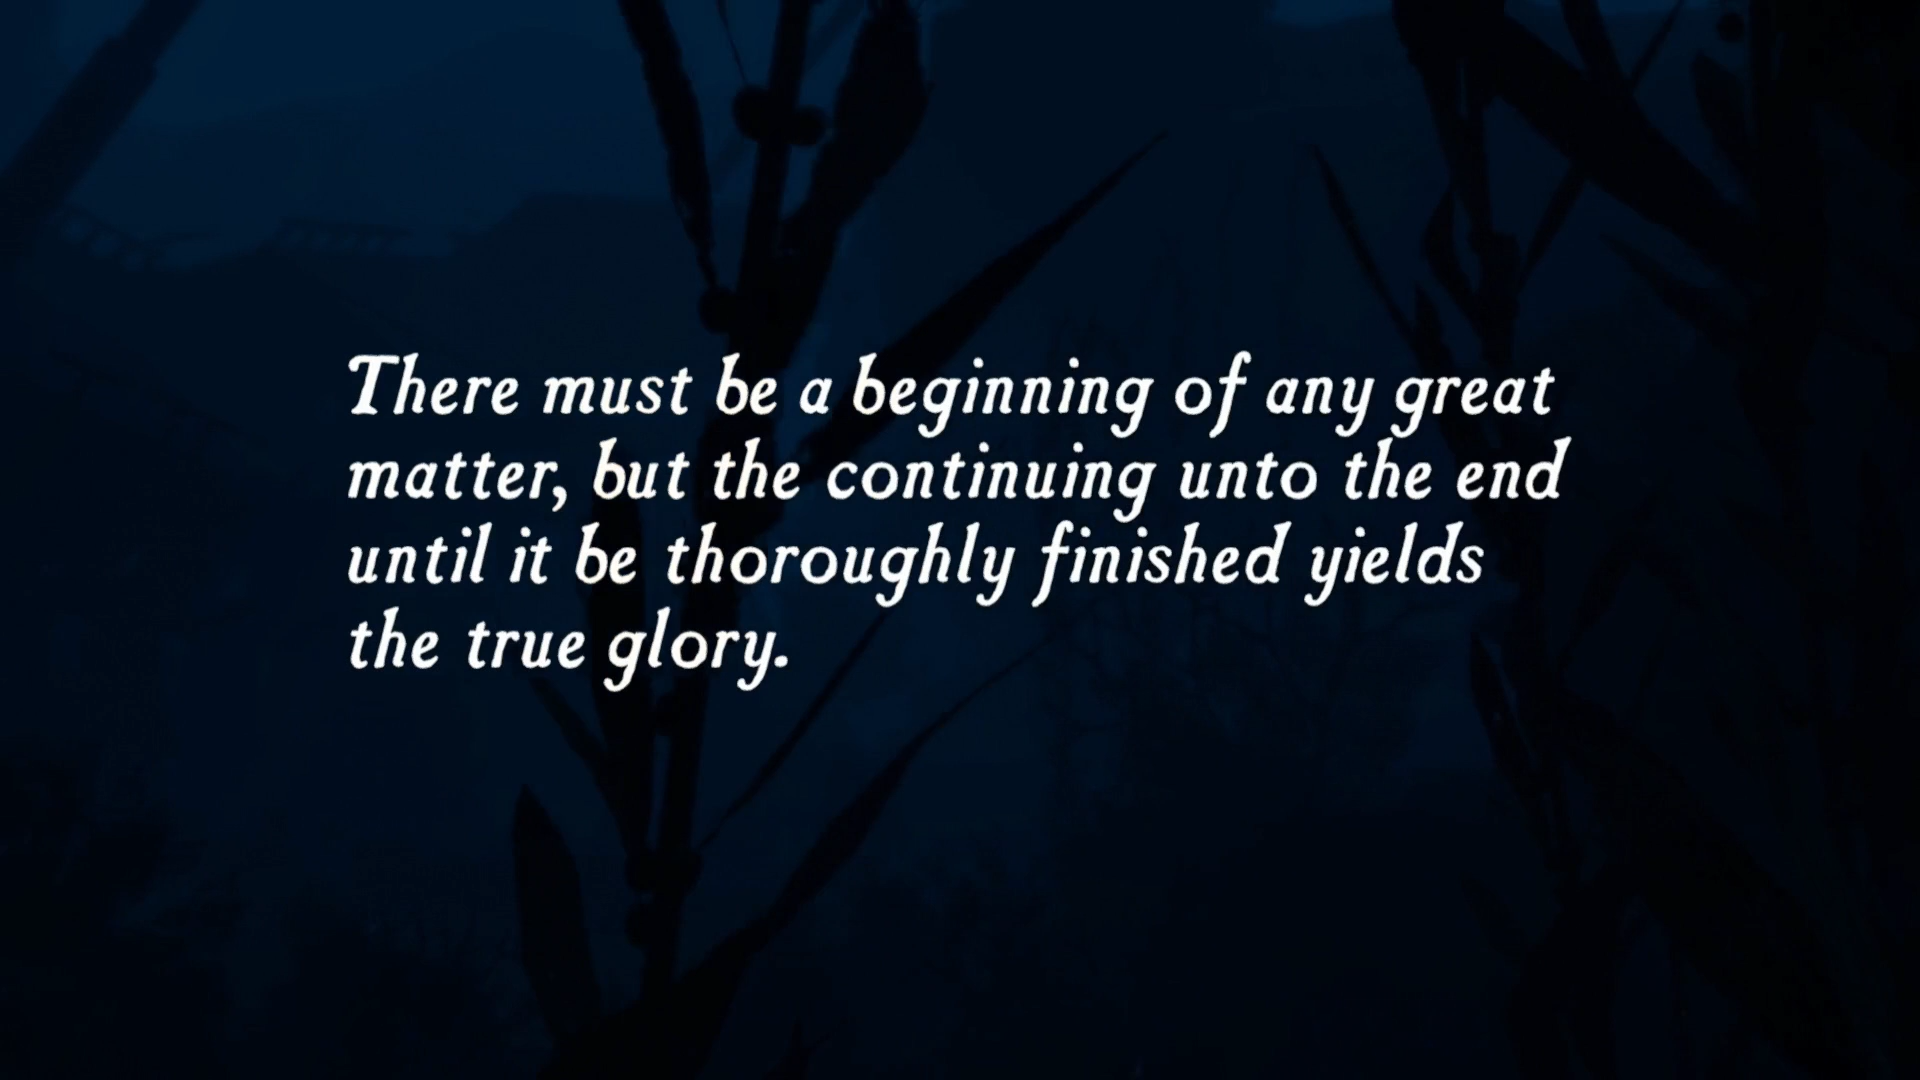 There must be a beginning of any great
matter, but the continuing unto the end
until it be thoroughly finished yields
the true glory.